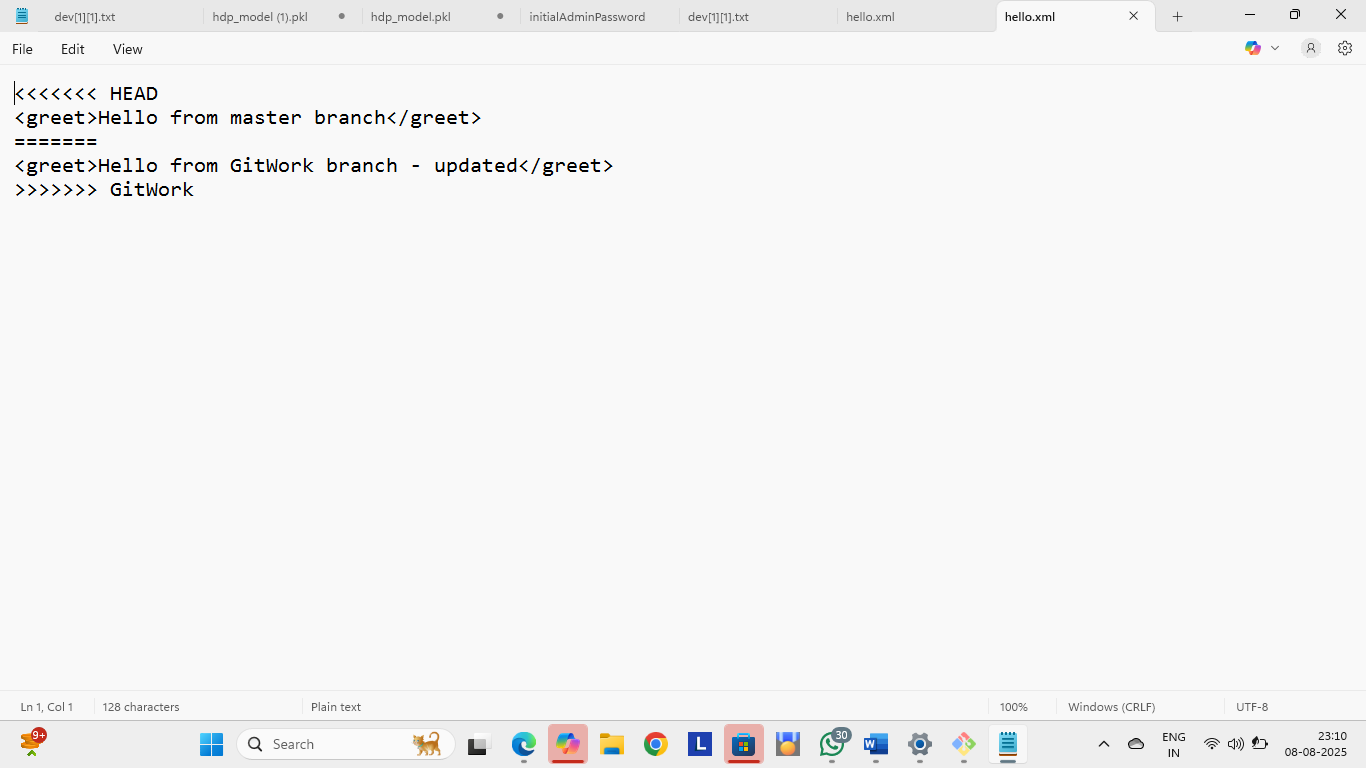 dev[1][1].txt hdp_model (1).pkl hdp_model.pkl initialAdminPassword dev[1][1].txt hello.xml hello.xml
File Edit View
<<<<<<< HEAD
<greet>Hello from master branch</greet>
=======
<greet>Hello from GitWork branch - updated</greet>
>>>>>>> GitWork
Ln 1, Col 1 128 characters Plain text 100% Windows (CRLF) UTF-8
9+ Search L 30 W ENG 23:10
IN 08-08-2025